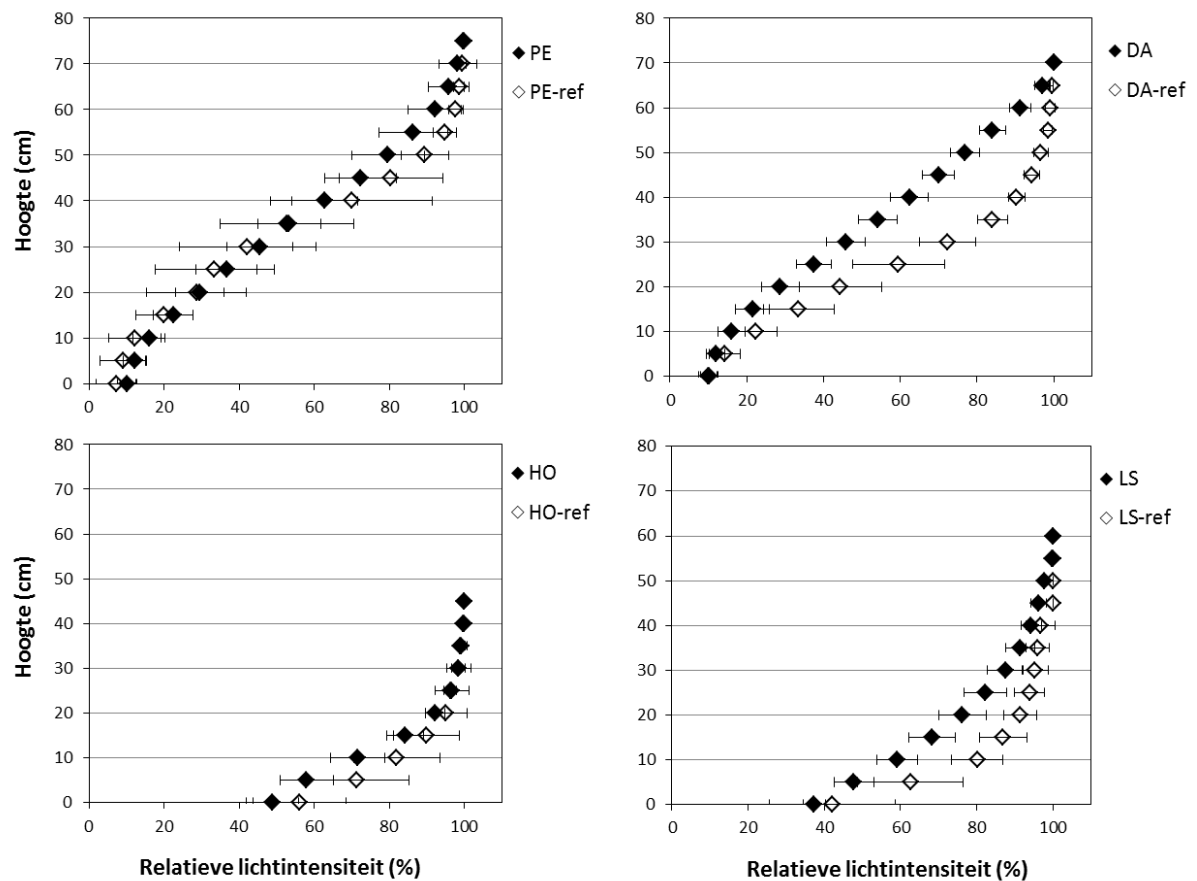 80
70
60
50
40
30
20
10
0
Hoogte (cm)
0 20 40 60 80 100
◆ PE
◇ PE-ref
80
70
60
50
40
30
20
10
0
0 20 40 60 80 100
◆ DA
◇ DA-ref
80
70
60
50
40
30
20
10
0
Hoogte (cm)
0 20 40 60 80 100
Relatieve lichtintensiteit (%)
◆ HO
◇ HO-ref
80
70
60
50
40
30
20
10
0
0 20 40 60 80 100
Relatieve lichtintensiteit (%)
◆ LS
◇ LS-ref